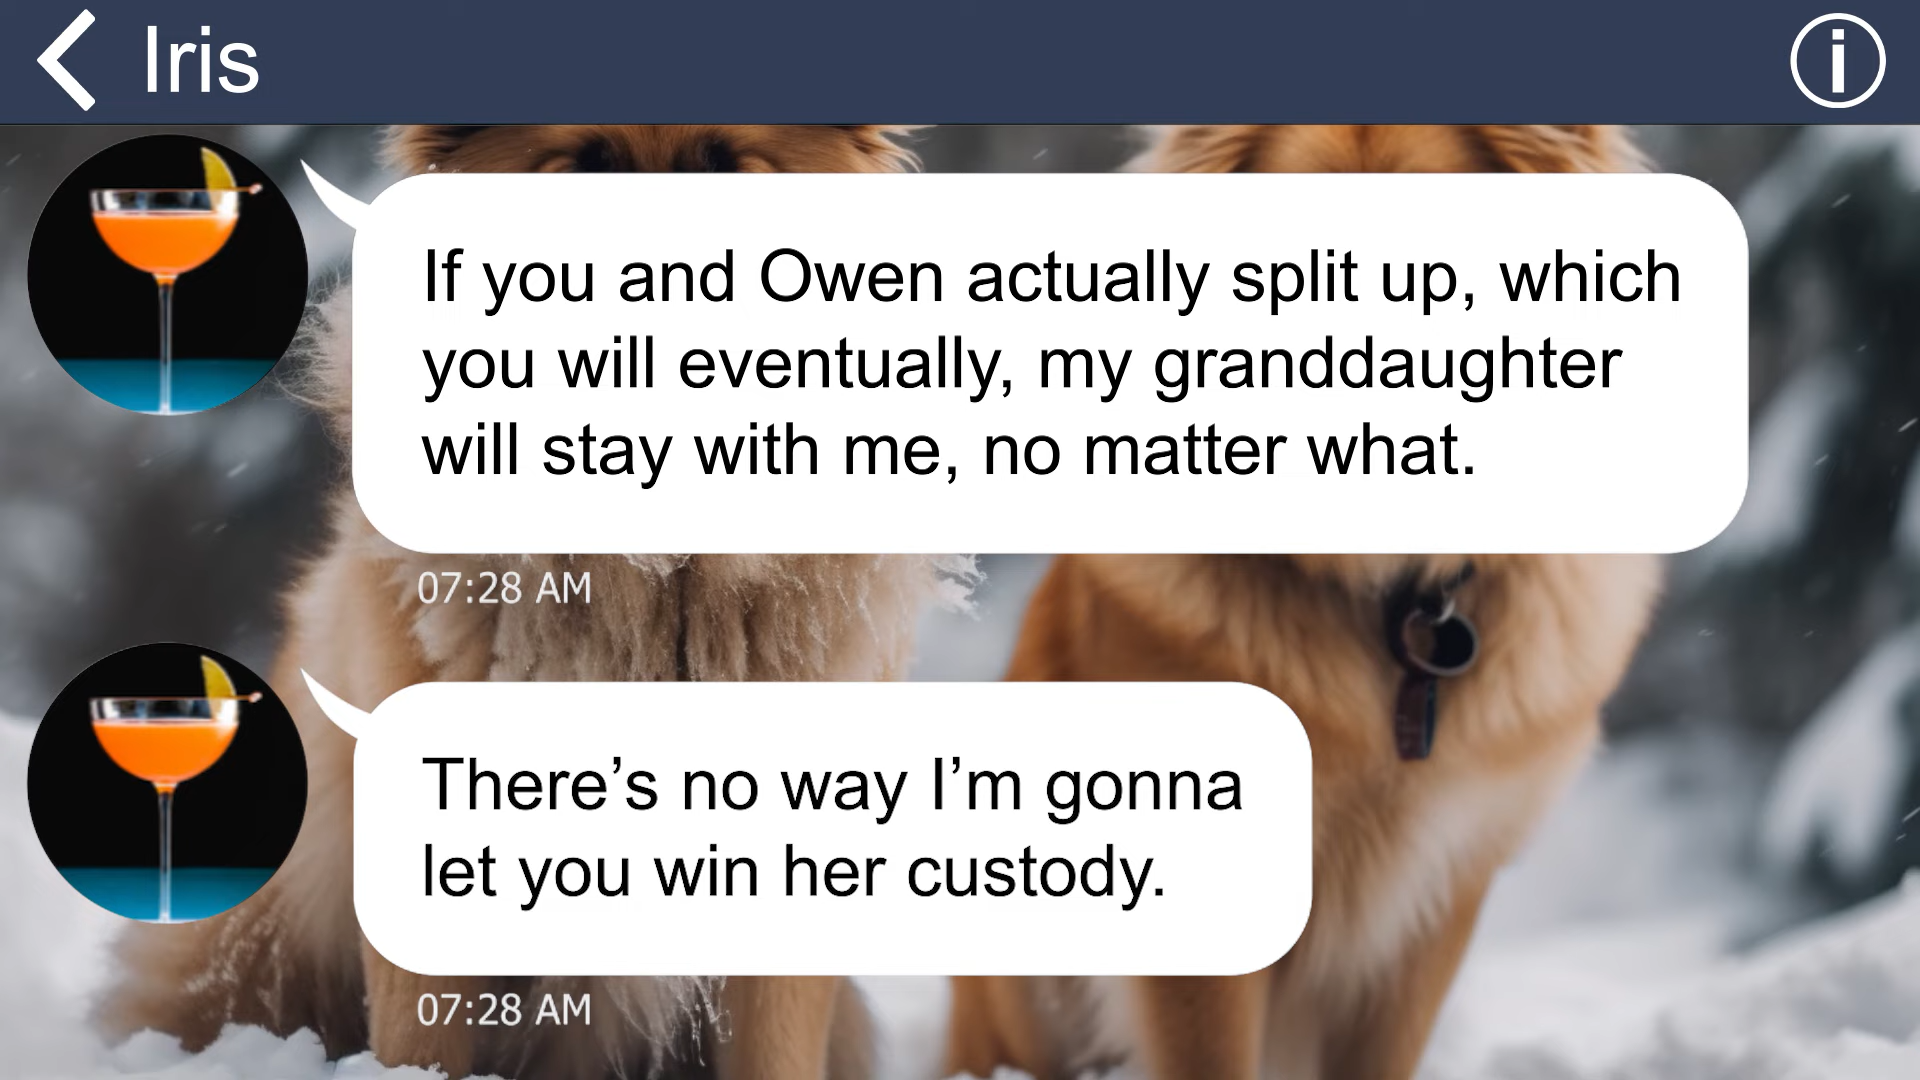 Iris
If you and Owen actually split up, which
you will eventually, my granddaughter
will stay with me, no matter what.
07:28 AM
There’s no way I’m gonna
let you win her custody.
07:28 AM